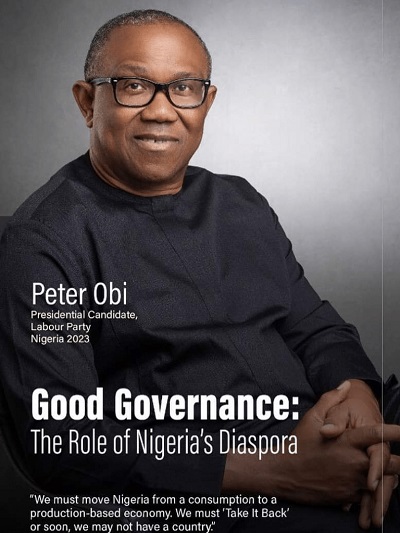 Peter Obi
Presidential Candidate,
Labour Party
Nigeria 2023
Good Governance:
The Role of Nigeria's Diaspora
"We must move Nigeria from a consumption to a
production-based economy. We must 'Take It Back'
or soon, we may not have a country."